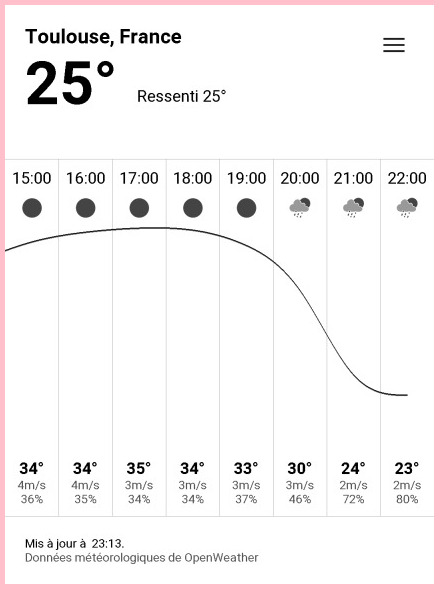 Toulouse, France
25°
Ressenti 25°
15:00 16:00 17:00 18:00 19:00 20:00 21:00 22:00
34° 34° 35° 34° 33° 30° 24° 23°
4m/s 4m/s 3m/s 3m/s 3m/s 3m/s 2m/s 2m/s
36% 35% 34% 34% 37% 46% 72% 80%
Mis à jour à 23:13.
Données météorologiques de OpenWeather